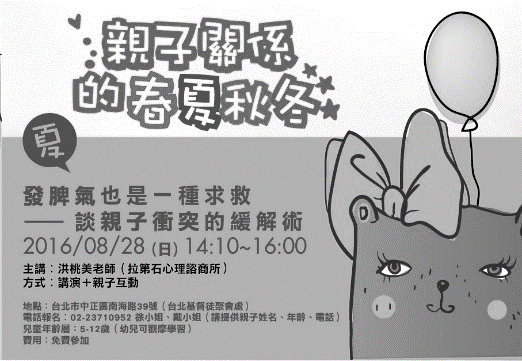 親子關係
的春夏秋冬
夏
發脾氣也是一種求救
── 談親子衝突的緩解術
2016/08/28 (日) 14:10~16:00
主講：洪桃美老師（拉第石心理諮商所）
方式：講演＋親子互動
地點：台北市中正區南海路39號（台北基督徒聚會處）
電話報名：02-23710952 徐小姐、戴小姐（請提供親子姓名、年齡、電話）
兒童年齡層：5-12歲（幼兒可觀摩學習）
費用：免費參加